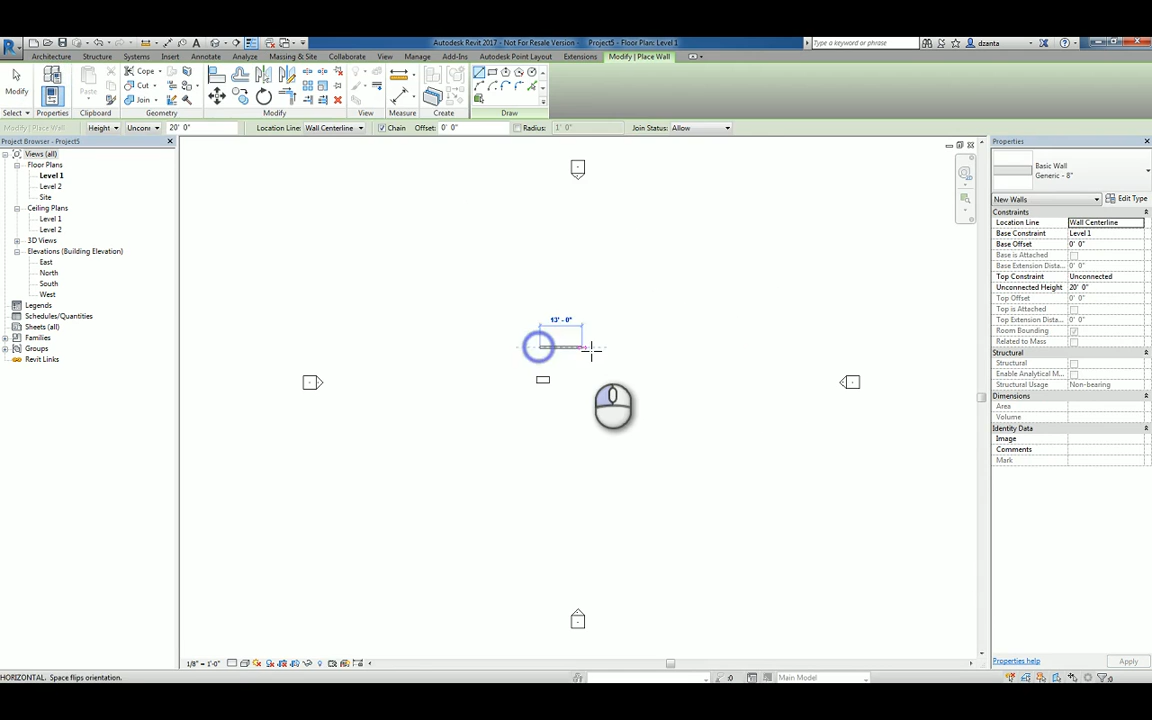 Autodesk Revit 2017 - Not For Resale Version - Project5 - Floor Plan: Level 1
Type a keyword or phrase
dzanta
Architecture Structure Systems Insert Annotate Analyze Massing & Site Collaborate View Manage Add-Ins Autodesk Point Layout Extensions Modify | Place Wall
Modify
Paste
Cope
Cut
Join
Select Properties Clipboard Geometry Modify View Measure Create Draw
Modify | Place Wall Height Unconn 20' 0" Location Line: Wall Centerline Chain Offset: 0' 0" Radius: 1' 0" Join Status: Allow
Project Browser - Project5
Views (all)
Floor Plans
Level 1
Level 2
Site
Ceiling Plans
Level 1
Level 2
3D Views
Elevations (Building Elevation)
East
North
South
West
Legends
Schedules/Quantities
Sheets (all)
Families
Groups
Revit Links
13' - 0"
Properties
Basic Wall
Generic - 8"
New Walls Edit Type
Constraints
Location Line Wall Centerline
Base Constraint Level 1
Base Offset 0' 0"
Base is Attached
Base Extension Dista...
Top Constraint Unconnected
Unconnected Height 20' 0"
Top Offset 0' 0"
Top is Attached
Top Extension Distan... 0' 0"
Room Bounding
Related to Mass
Structural
Structural
Enable Analytical M...
Structural Usage Non-bearing
Dimensions
Area
Volume
Identity Data
Image
Comments
Mark
Properties help Apply
1/8" = 1'-0"
HORIZONTAL. Space flips orientation.
:0 Main Model :0